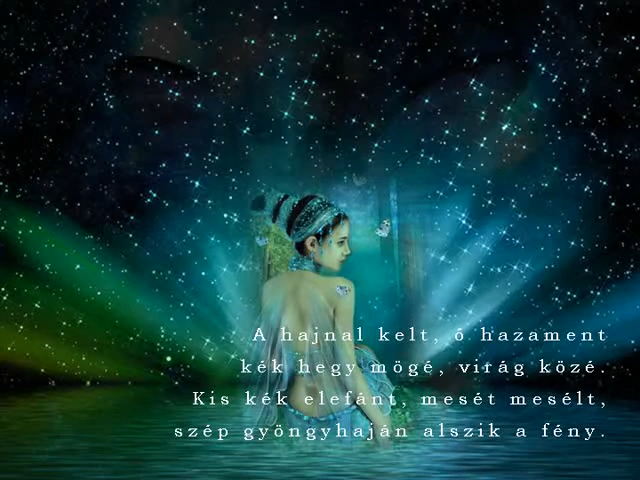 A hajnal kelt, ő hazament
kék hegy mögé, virág közé.
Kis kék elefánt, mesét mesélt,
szép gyöngyhaján alszik a fény.